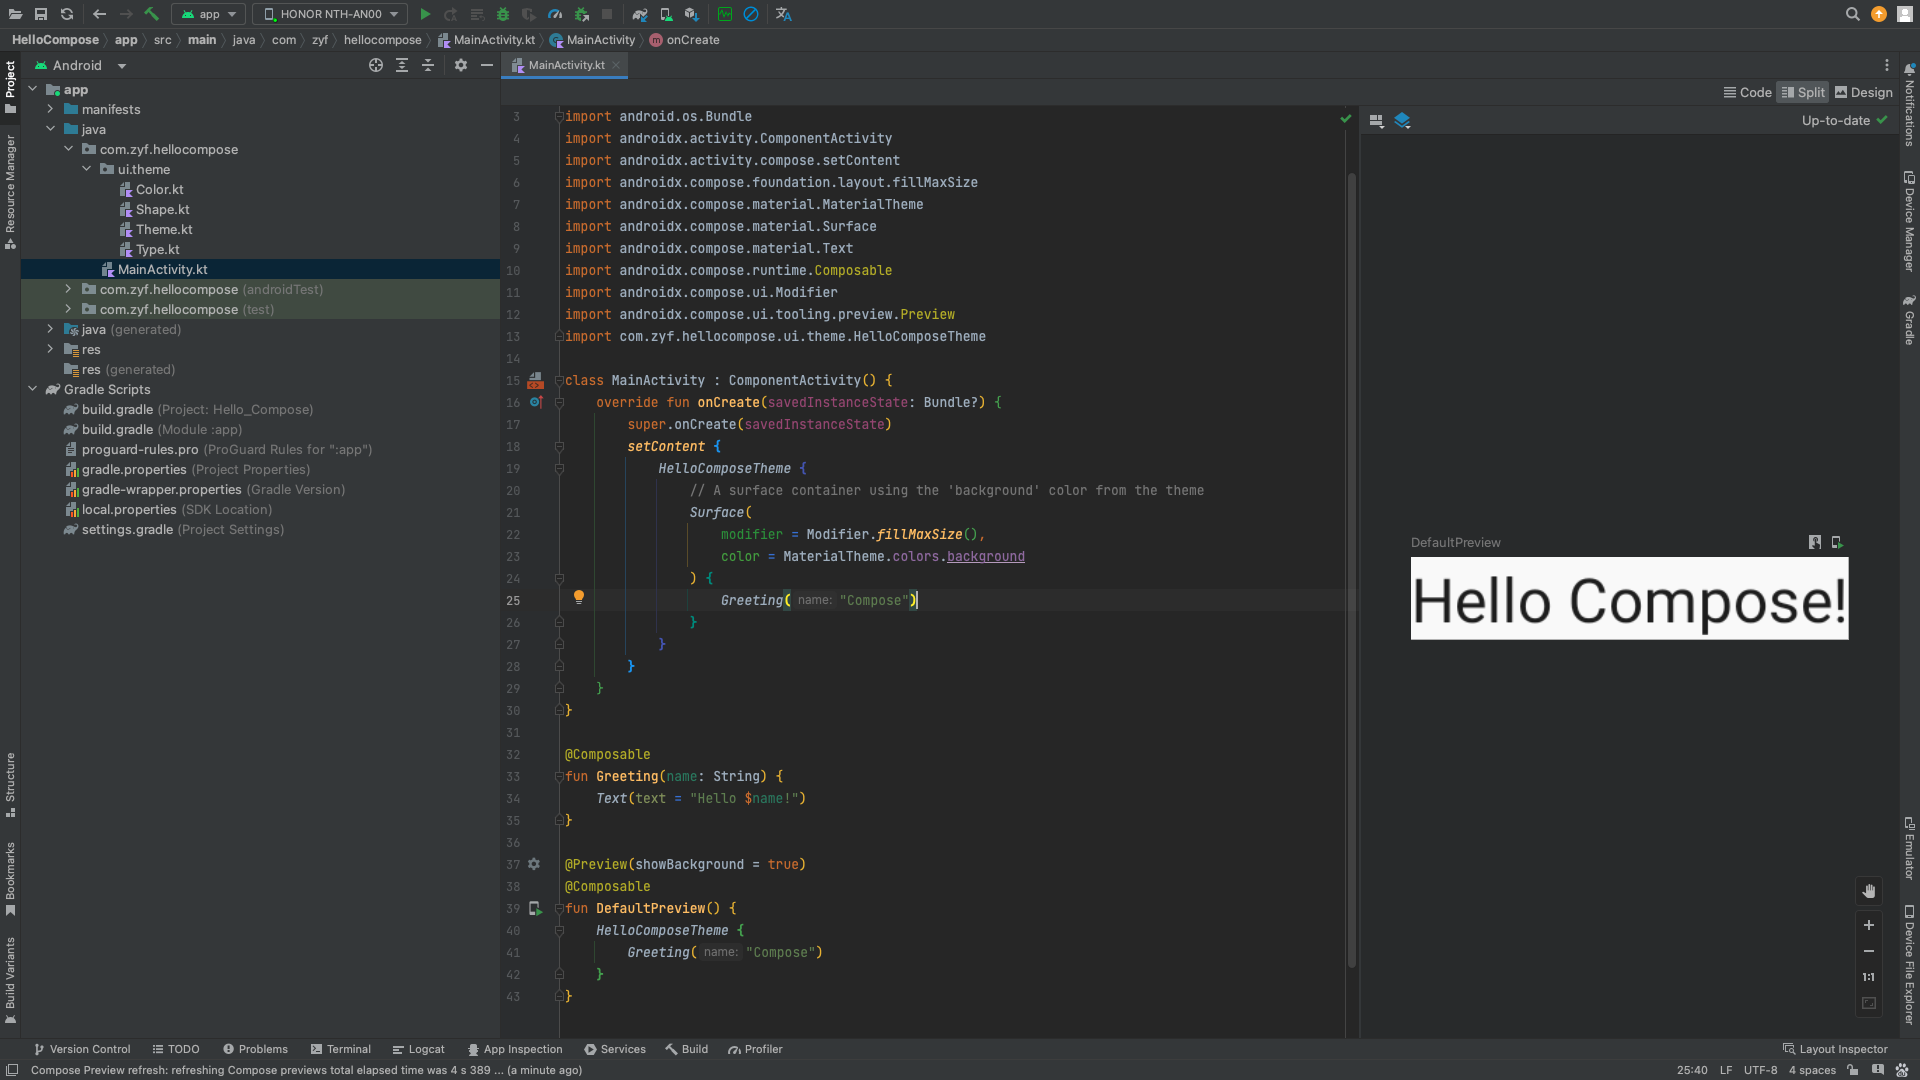 app
HONOR NTH-AN00
HelloCompose app src main java com zyf hellocompose MainActivity.kt MainActivity onCreate
Project
Resource Manager
Structure
Bookmarks
Build Variants
Android
app
manifests
java
com.zyf.hellocompose
ui.theme
Color.kt
Shape.kt
Theme.kt
Type.kt
MainActivity.kt
com.zyf.hellocompose (androidTest)
com.zyf.hellocompose (test)
java (generated)
res
res (generated)
Gradle Scripts
build.gradle (Project: Hello_Compose)
build.gradle (Module :app)
proguard-rules.pro (ProGuard Rules for ":app")
gradle.properties (Project Properties)
gradle-wrapper.properties (Gradle Version)
local.properties (SDK Location)
settings.gradle (Project Settings)
MainActivity.kt
Code Split Design
3 import android.os.Bundle
4 import androidx.activity.ComponentActivity
5 import androidx.activity.compose.setContent
6 import androidx.compose.foundation.layout.fillMaxSize
7 import androidx.compose.material.MaterialTheme
8 import androidx.compose.material.Surface
9 import androidx.compose.material.Text
10 import androidx.compose.runtime.Composable
11 import androidx.compose.ui.Modifier
12 import androidx.compose.ui.tooling.preview.Preview
13 import com.zyf.hellocompose.ui.theme.HelloComposeTheme
14
15 class MainActivity : ComponentActivity() {
16 override fun onCreate(savedInstanceState: Bundle?) {
17 super.onCreate(savedInstanceState)
18 setContent {
19 HelloComposeTheme {
20 // A surface container using the 'background' color from the theme
21 Surface(
22 modifier = Modifier.fillMaxSize(),
23 color = MaterialTheme.colors.background
24 ) {
25 Greeting( name: "Compose")
26 }
27 }
28 }
29 }
30 }
31
32 @Composable
33 fun Greeting(name: String) {
34 Text(text = "Hello $name!")
35 }
36
37 @Preview(showBackground = true)
38 @Composable
39 fun DefaultPreview() {
40 HelloComposeTheme {
41 Greeting( name: "Compose")
42 }
43 }
Up-to-date
DefaultPreview
Hello Compose!
1:1
Notifications
Device Manager
Gradle
Emulator
Device File Explorer
Version Control TODO Problems Terminal Logcat App Inspection Services Build Profiler Layout Inspector
Compose Preview refresh: refreshing Compose previews total elapsed time was 4 s 389 ... (a minute ago) 25:40 LF UTF-8 4 spaces